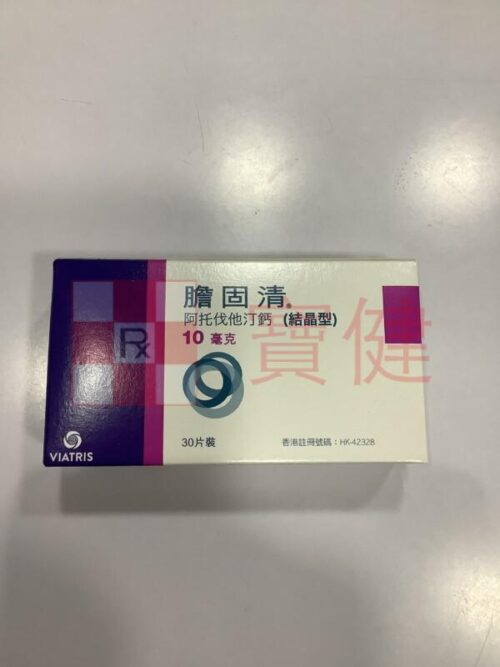 膽固清®
阿托伐他汀鈣 (結晶型)
10 毫克
Rx
30片裝
香港註冊號碼：HK-42328
VIATRIS
寶健